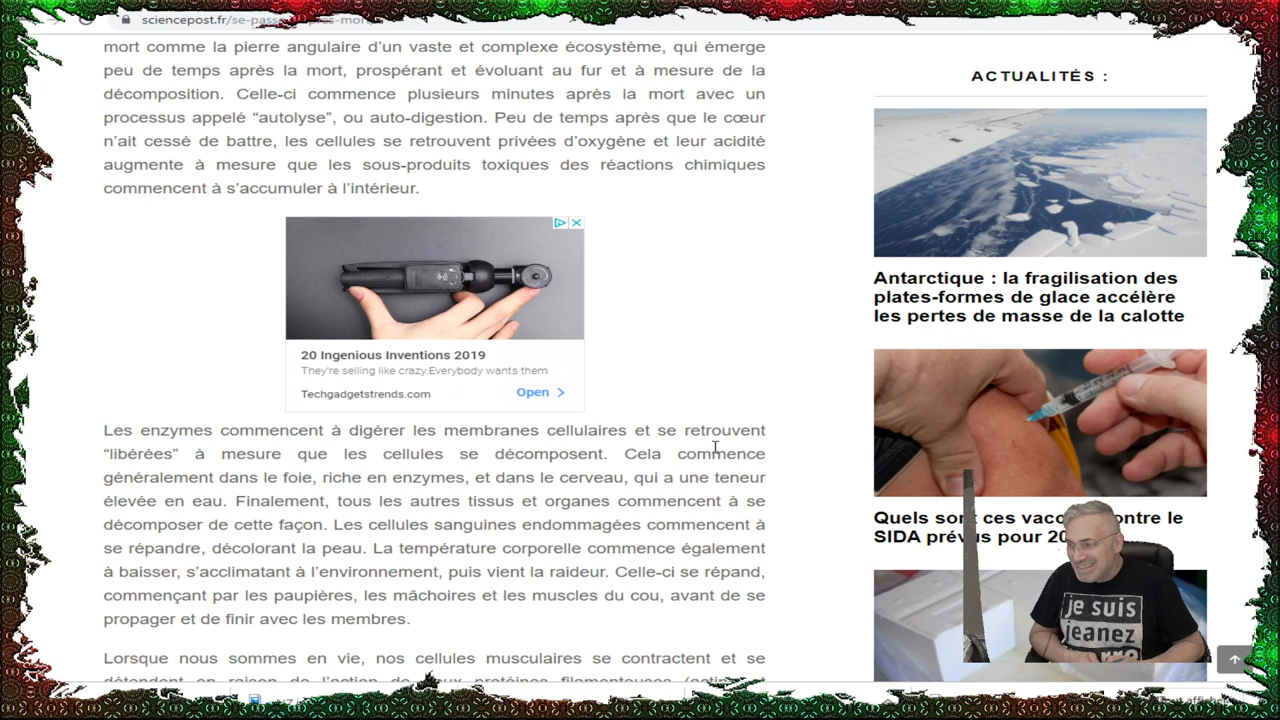 sciencepost.fr/se-pass
mort comme la pierre angulaire d’un vaste et complexe écosystème, qui émerge
peu de temps après la mort, prospérant et évoluant au fur et à mesure de la
décomposition. Celle-ci commence plusieurs minutes après la mort avec un
processus appelé “autolyse”, ou auto-digestion. Peu de temps après que le cœur
n’ait cessé de battre, les cellules se retrouvent privées d’oxygène et leur acidité
augmente à mesure que les sous-produits toxiques des réactions chimiques
commencent à s’accumuler à l’intérieur.
20 Ingenious Inventions 2019
They're selling like crazy.Everybody wants them
Techgadgetstrends.com
Open
Les enzymes commencent à digérer les membranes cellulaires et se retrouvent
“libérées” à mesure que les cellules se décomposent. Cela commence
généralement dans le foie, riche en enzymes, et dans le cerveau, qui a une teneur
élevée en eau. Finalement, tous les autres tissus et organes commencent à se
décomposer de cette façon. Les cellules sanguines endommagées commencent à
se répandre, décolorant la peau. La température corporelle commence également
à baisser, s’acclimatant à l’environnement, puis vient la raideur. Celle-ci se répand,
commençant par les paupières, les mâchoires et les muscles du cou, avant de se
propager et de finir avec les membres.
Lorsque nous sommes en vie, nos cellules musculaires se contractent et se
ACTUALITÉS :
Antarctique : la fragilisation des
plates-formes de glace accélère
les pertes de masse de la calotte
Quels sont ces vacc ontre le
SIDA prévus pour 20
je suis
jeanez